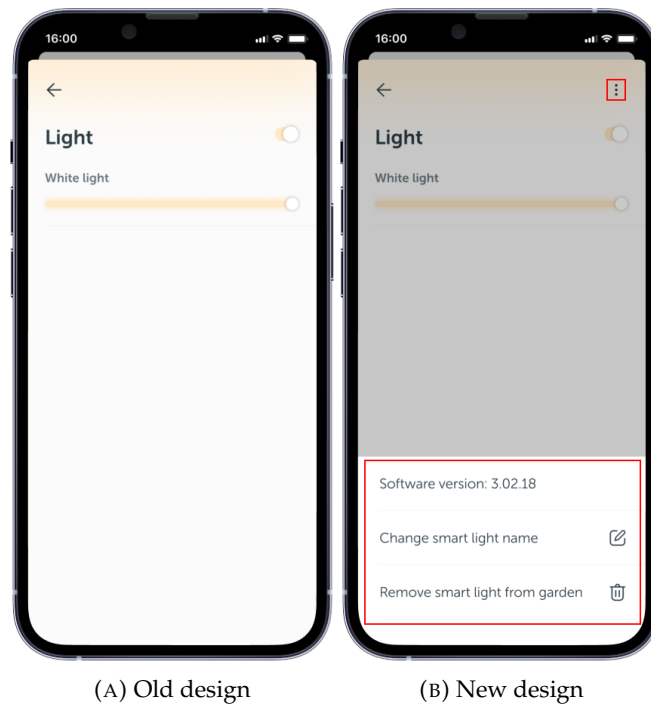 16:00
Light
White light
16:00
Light
White light
Software version: 3.02.18
Change smart light name
Remove smart light from garden
(A) Old design
(B) New design